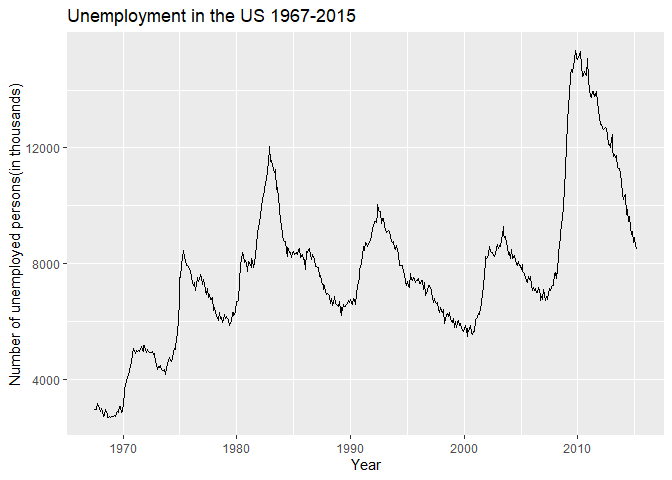 Unemployment in the US 1967-2015
Number of unemployed persons(in thousands)
12000
8000
4000
1970 1980 1990 2000 2010
Year